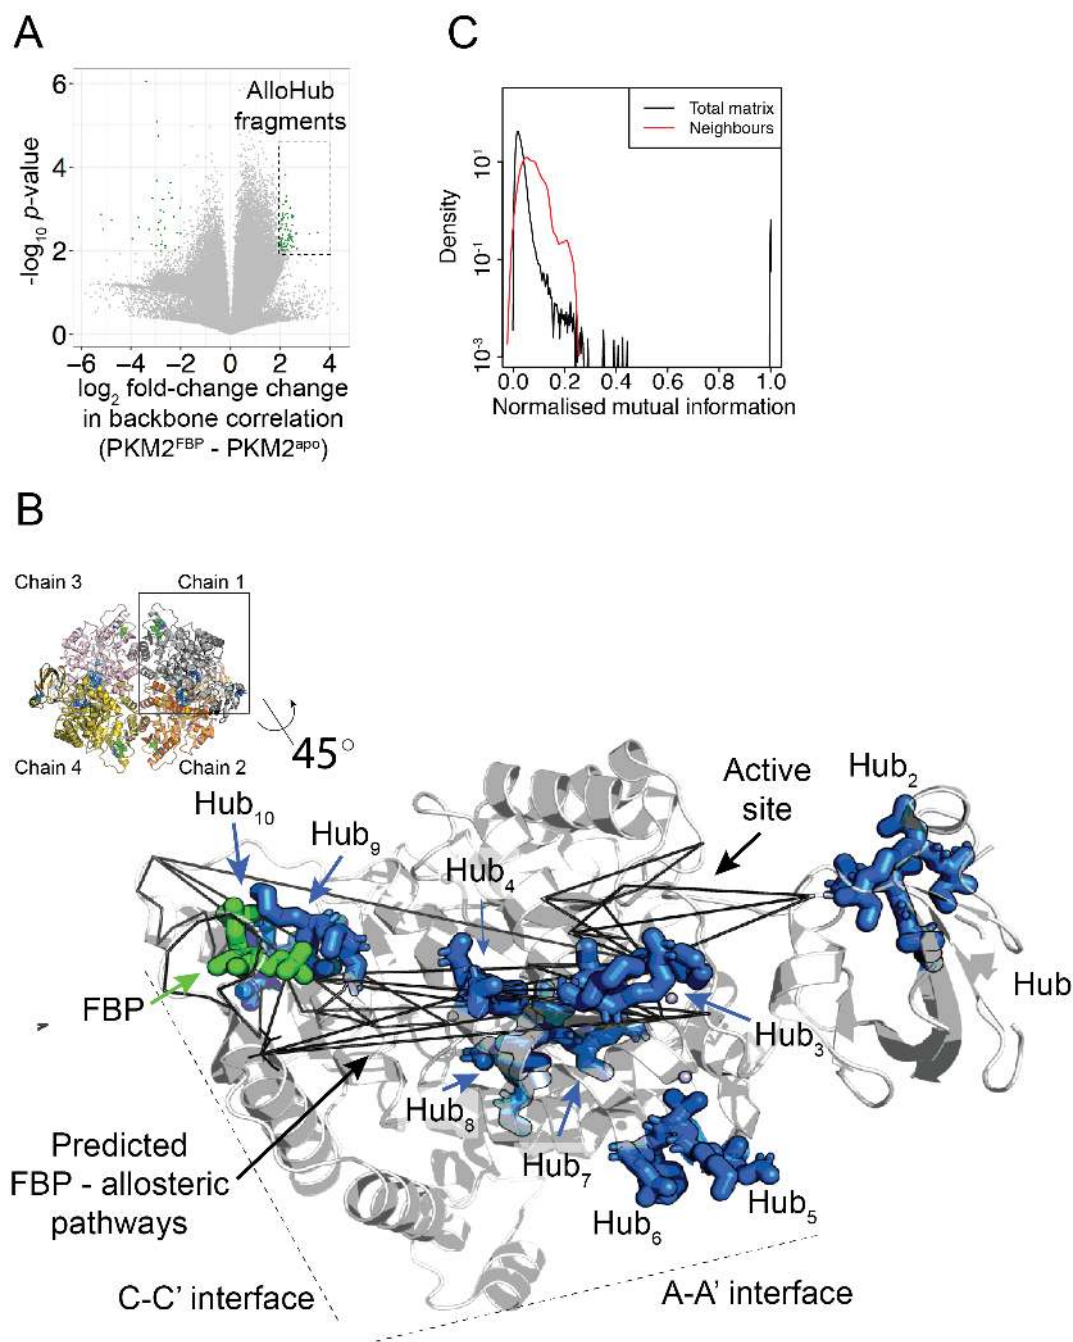 A
6
4
2
0
-log10 p-value
AlloHub
fragments
−6 −4 −2 0 2 4
log2 fold-change change
in backbone correlation
(PKM2FBP - PKM2apo)
C
Total matrix
Neighbours
Density
10^1
10^-1
10^-3
0.0 0.2 0.4 0.6 0.8 1.0
Normalised mutual information
B
Chain 3 Chain 1
Chain 4 Chain 2
45°
Hub10
Hub9
Hub4
Active
site
Hub2
FBP
Hub
Hub3
Hub8
Hub7
Predicted
FBP - allosteric
pathways
Hub6
Hub5
C-C' interface
A-A' interface